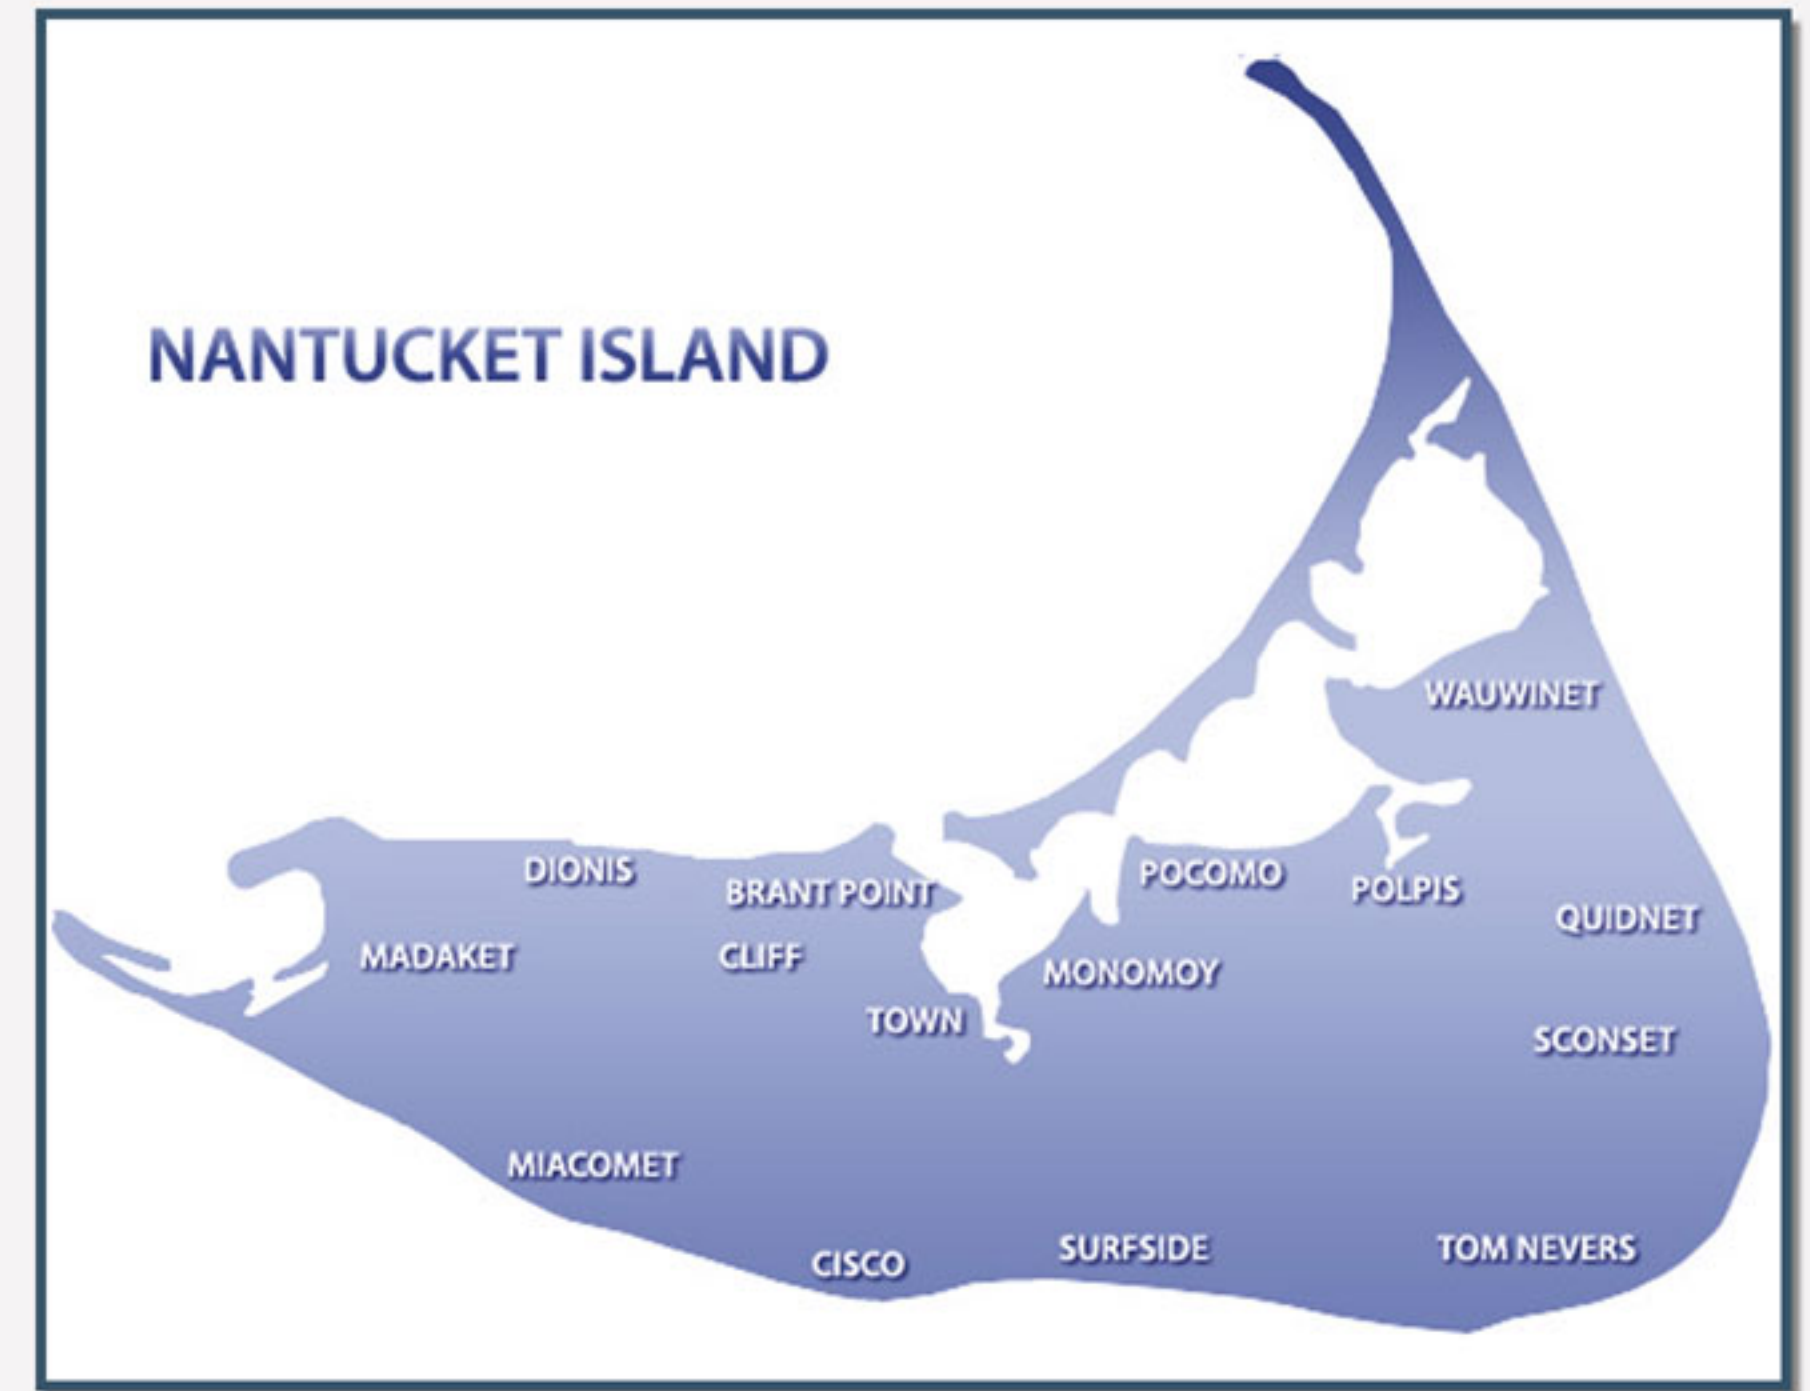 NANTUCKET ISLAND
WAUWINET
DIONIS
BRANT POINT
POCOMO
POLPIS
QUIDNET
MADAKET
CLIFF
MONOMOY
TOWN
SCONSET
MIACOMET
CISCO
SURFSIDE
TOM NEVERS